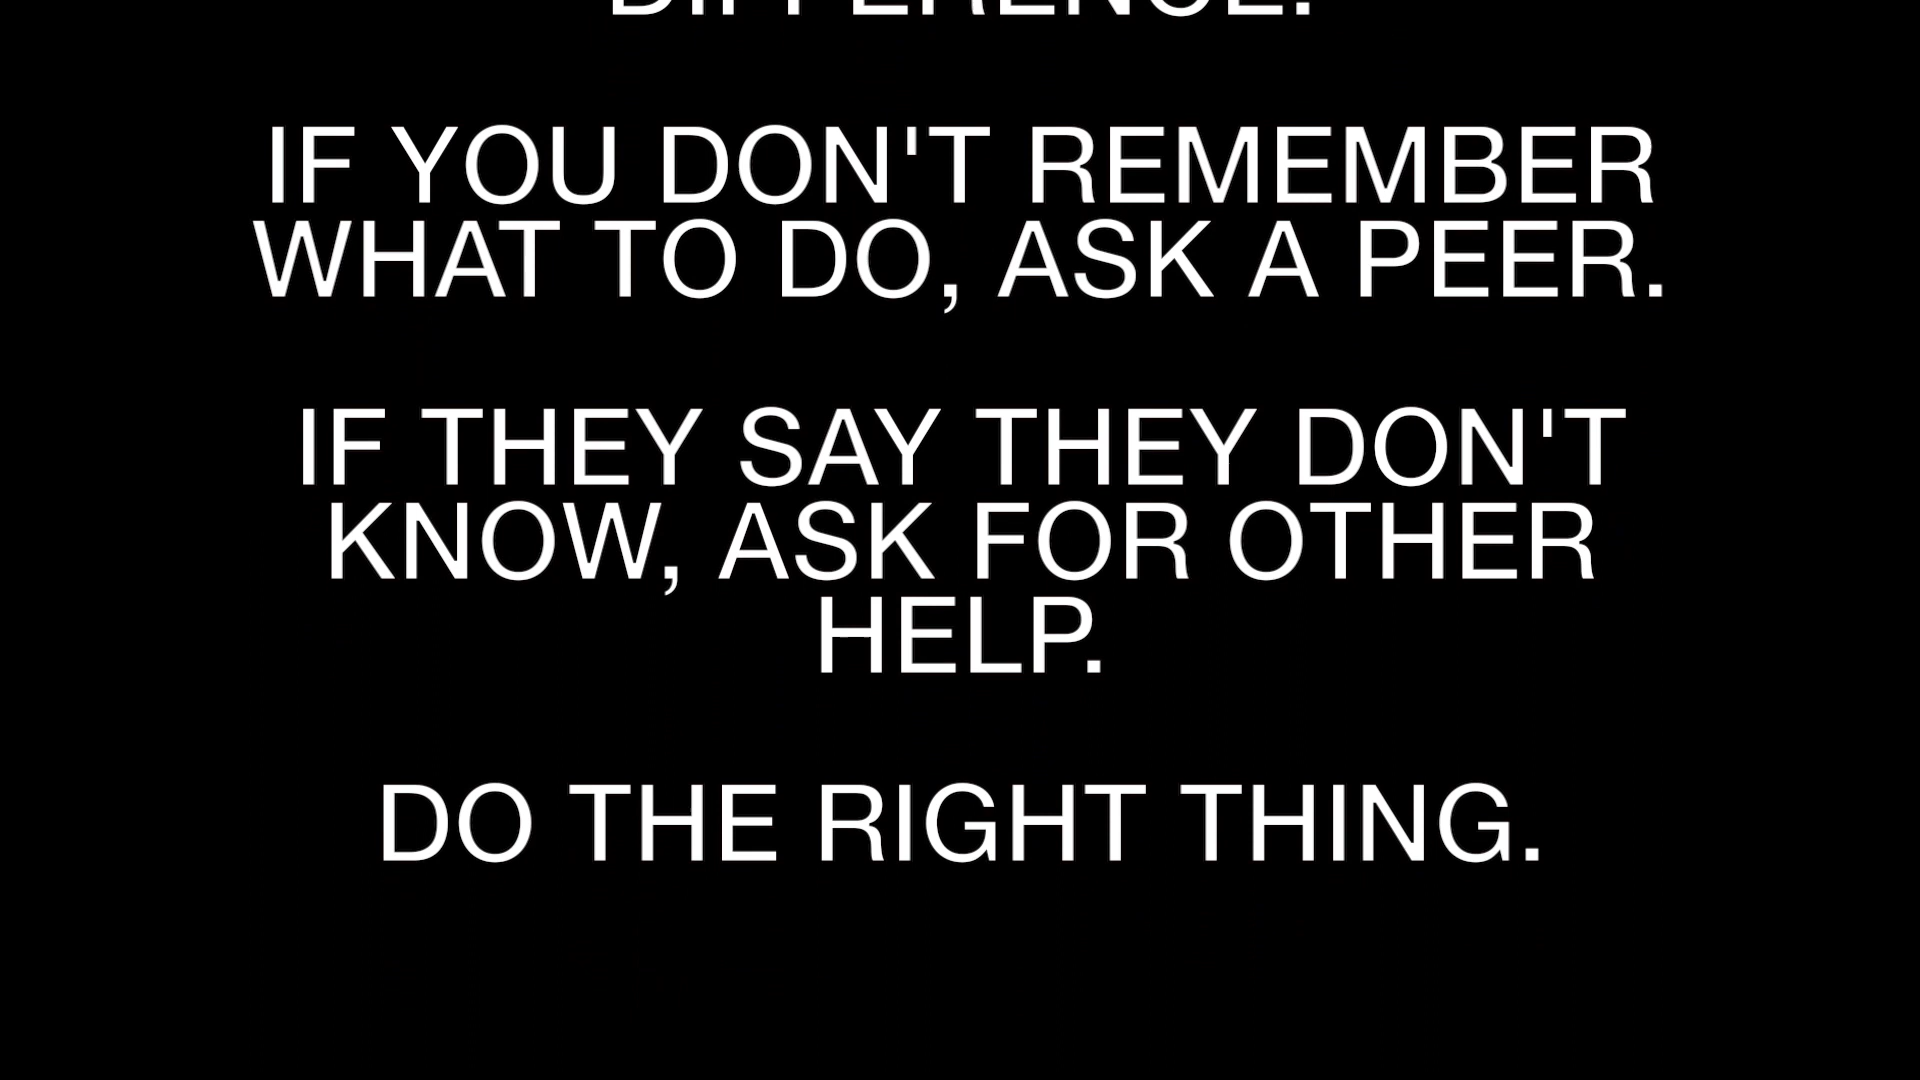 DIFFERENCE.
IF YOU DON'T REMEMBER
WHAT TO DO, ASK A PEER.
IF THEY SAY THEY DON'T
KNOW, ASK FOR OTHER
HELP.
DO THE RIGHT THING.